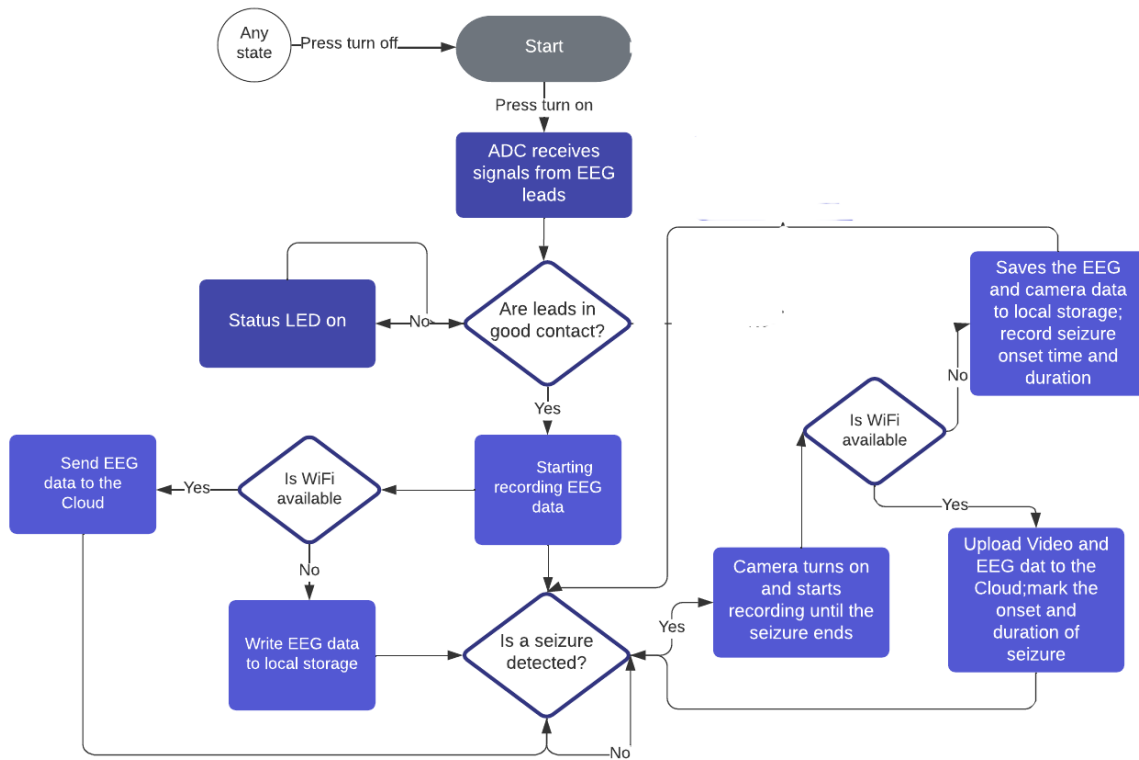 Any
state
Press turn off
Start
Press turn on
ADC receives
signals from EEG
leads
Status LED on
No
Are leads in
good contact?
Yes
Saves the EEG
and camera data
to local storage;
record seizure
onset time and
duration
No
Is WiFi
available
Yes
Send EEG
data to the
Cloud
Yes
Is WiFi
available
Starting
recording EEG
data
No
Write EEG data
to local storage
Is a seizure
detected?
Yes
Camera turns on
and starts
recording until the
seizure ends
Upload Video and
EEG dat to the
Cloud;mark the
onset and
duration of
seizure
No